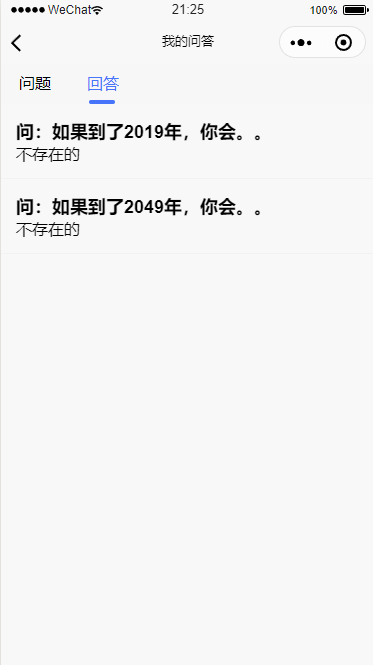 WeChat 21:25 100%
我的问答
问题 回答
问：如果到了2019年，你会。。
不存在的
问：如果到了2049年，你会。。
不存在的